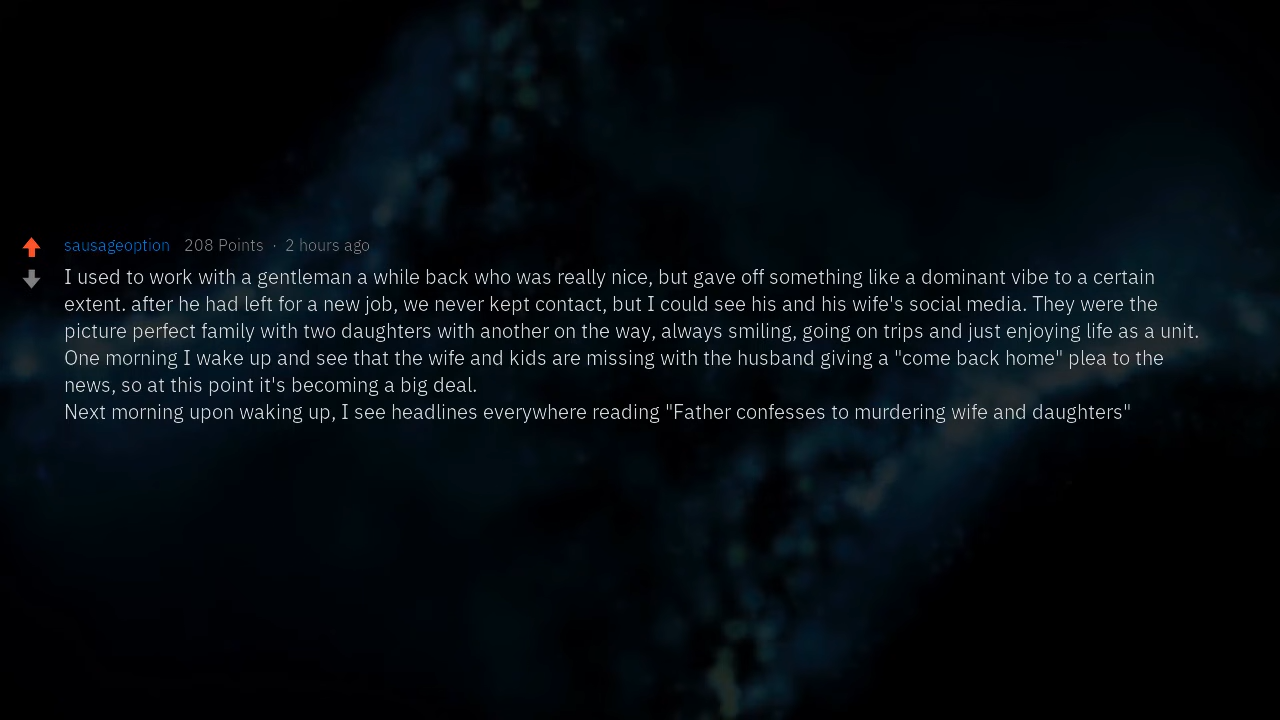 sausageoption 208 Points · 2 hours ago
I used to work with a gentleman a while back who was really nice, but gave off something like a dominant vibe to a certain
extent. after he had left for a new job, we never kept contact, but I could see his and his wife's social media. They were the
picture perfect family with two daughters with another on the way, always smiling, going on trips and just enjoying life as a unit.
One morning I wake up and see that the wife and kids are missing with the husband giving a "come back home" plea to the
news, so at this point it's becoming a big deal.
Next morning upon waking up, I see headlines everywhere reading "Father confesses to murdering wife and daughters"